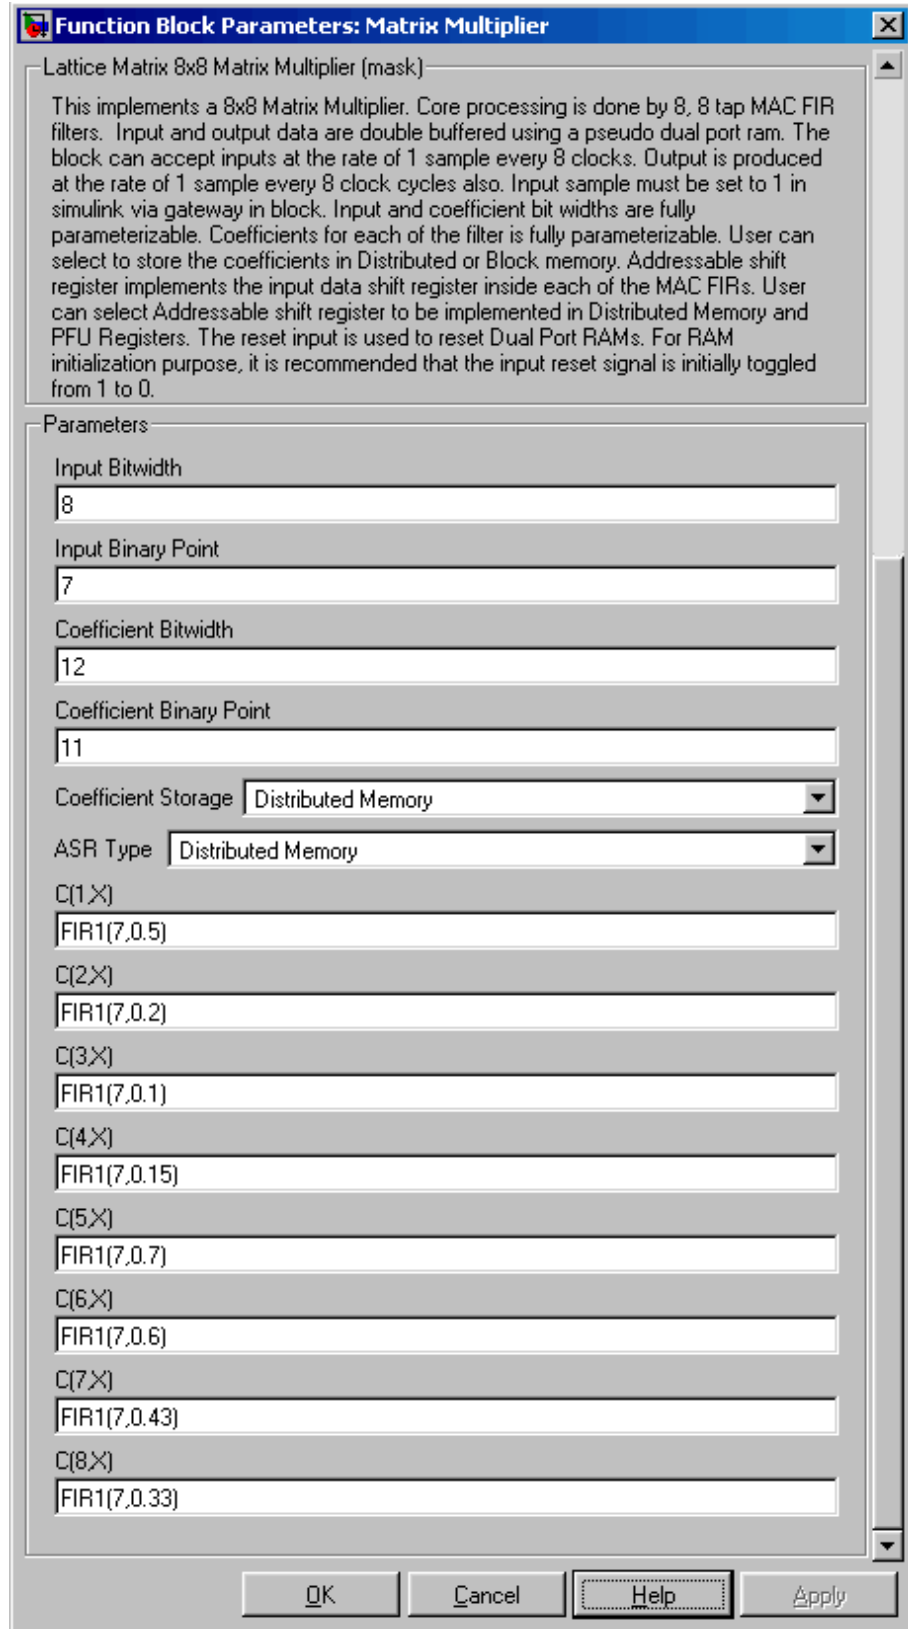 Function Block Parameters: Matrix Multiplier
Lattice Matrix 8x8 Matrix Multiplier (mask)
This implements a 8x8 Matrix Multiplier. Core processing is done by 8, 8 tap MAC FIR
filters. Input and output data are double buffered using a pseudo dual port ram. The
block can accept inputs at the rate of 1 sample every 8 clocks. Output is produced
at the rate of 1 sample every 8 clock cycles also. Input sample must be set to 1 in
simulink via gateway in block. Input and coefficient bit widths are fully
parameterizable. Coefficients for each of the filter is fully parameterizable. User can
select to store the coefficients in Distributed or Block memory. Addressable shift
register implements the input data shift register inside each of the MAC FIRs. User
can select Addressable shift register to be implemented in Distributed Memory and
PFU Registers. The reset input is used to reset Dual Port RAMs. For RAM
initialization purpose, it is recommended that the input reset signal is initially toggled
from 1 to 0.
Parameters
Input Bitwidth
8
Input Binary Point
7
Coefficient Bitwidth
12
Coefficient Binary Point
11
Coefficient Storage Distributed Memory
ASR Type Distributed Memory
C(1,X)
FIR1(7,0.5)
C(2,X)
FIR1(7,0.2)
C(3,X)
FIR1(7,0.1)
C(4,X)
FIR1(7,0.15)
C(5,X)
FIR1(7,0.7)
C(6,X)
FIR1(7,0.6)
C(7,X)
FIR1(7,0.43)
C(8,X)
FIR1(7,0.33)
OK Cancel Help Apply